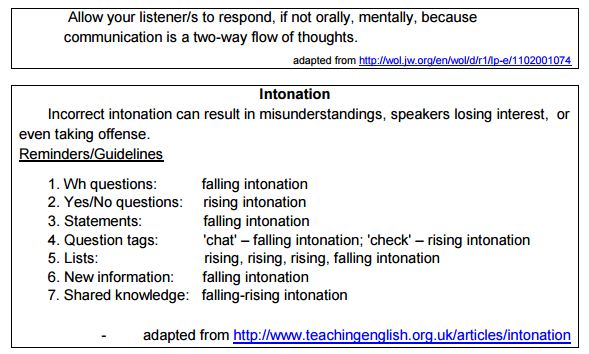 Allow your listener/s to respond, if not orally, mentally, because
communication is a two-way flow of thoughts.
adapted from http://wol.jw.org/en/wol/d/r1/lp-e/1102001074
Intonation
Incorrect intonation can result in misunderstandings, speakers losing interest, or
even taking offense.
Reminders/Guidelines
1. Wh questions: falling intonation
2. Yes/No questions: rising intonation
3. Statements: falling intonation
4. Question tags: 'chat' – falling intonation; 'check' – rising intonation
5. Lists: rising, rising, rising, falling intonation
6. New information: falling intonation
7. Shared knowledge: falling-rising intonation
- adapted from http://www.teachingenglish.org.uk/articles/intonation